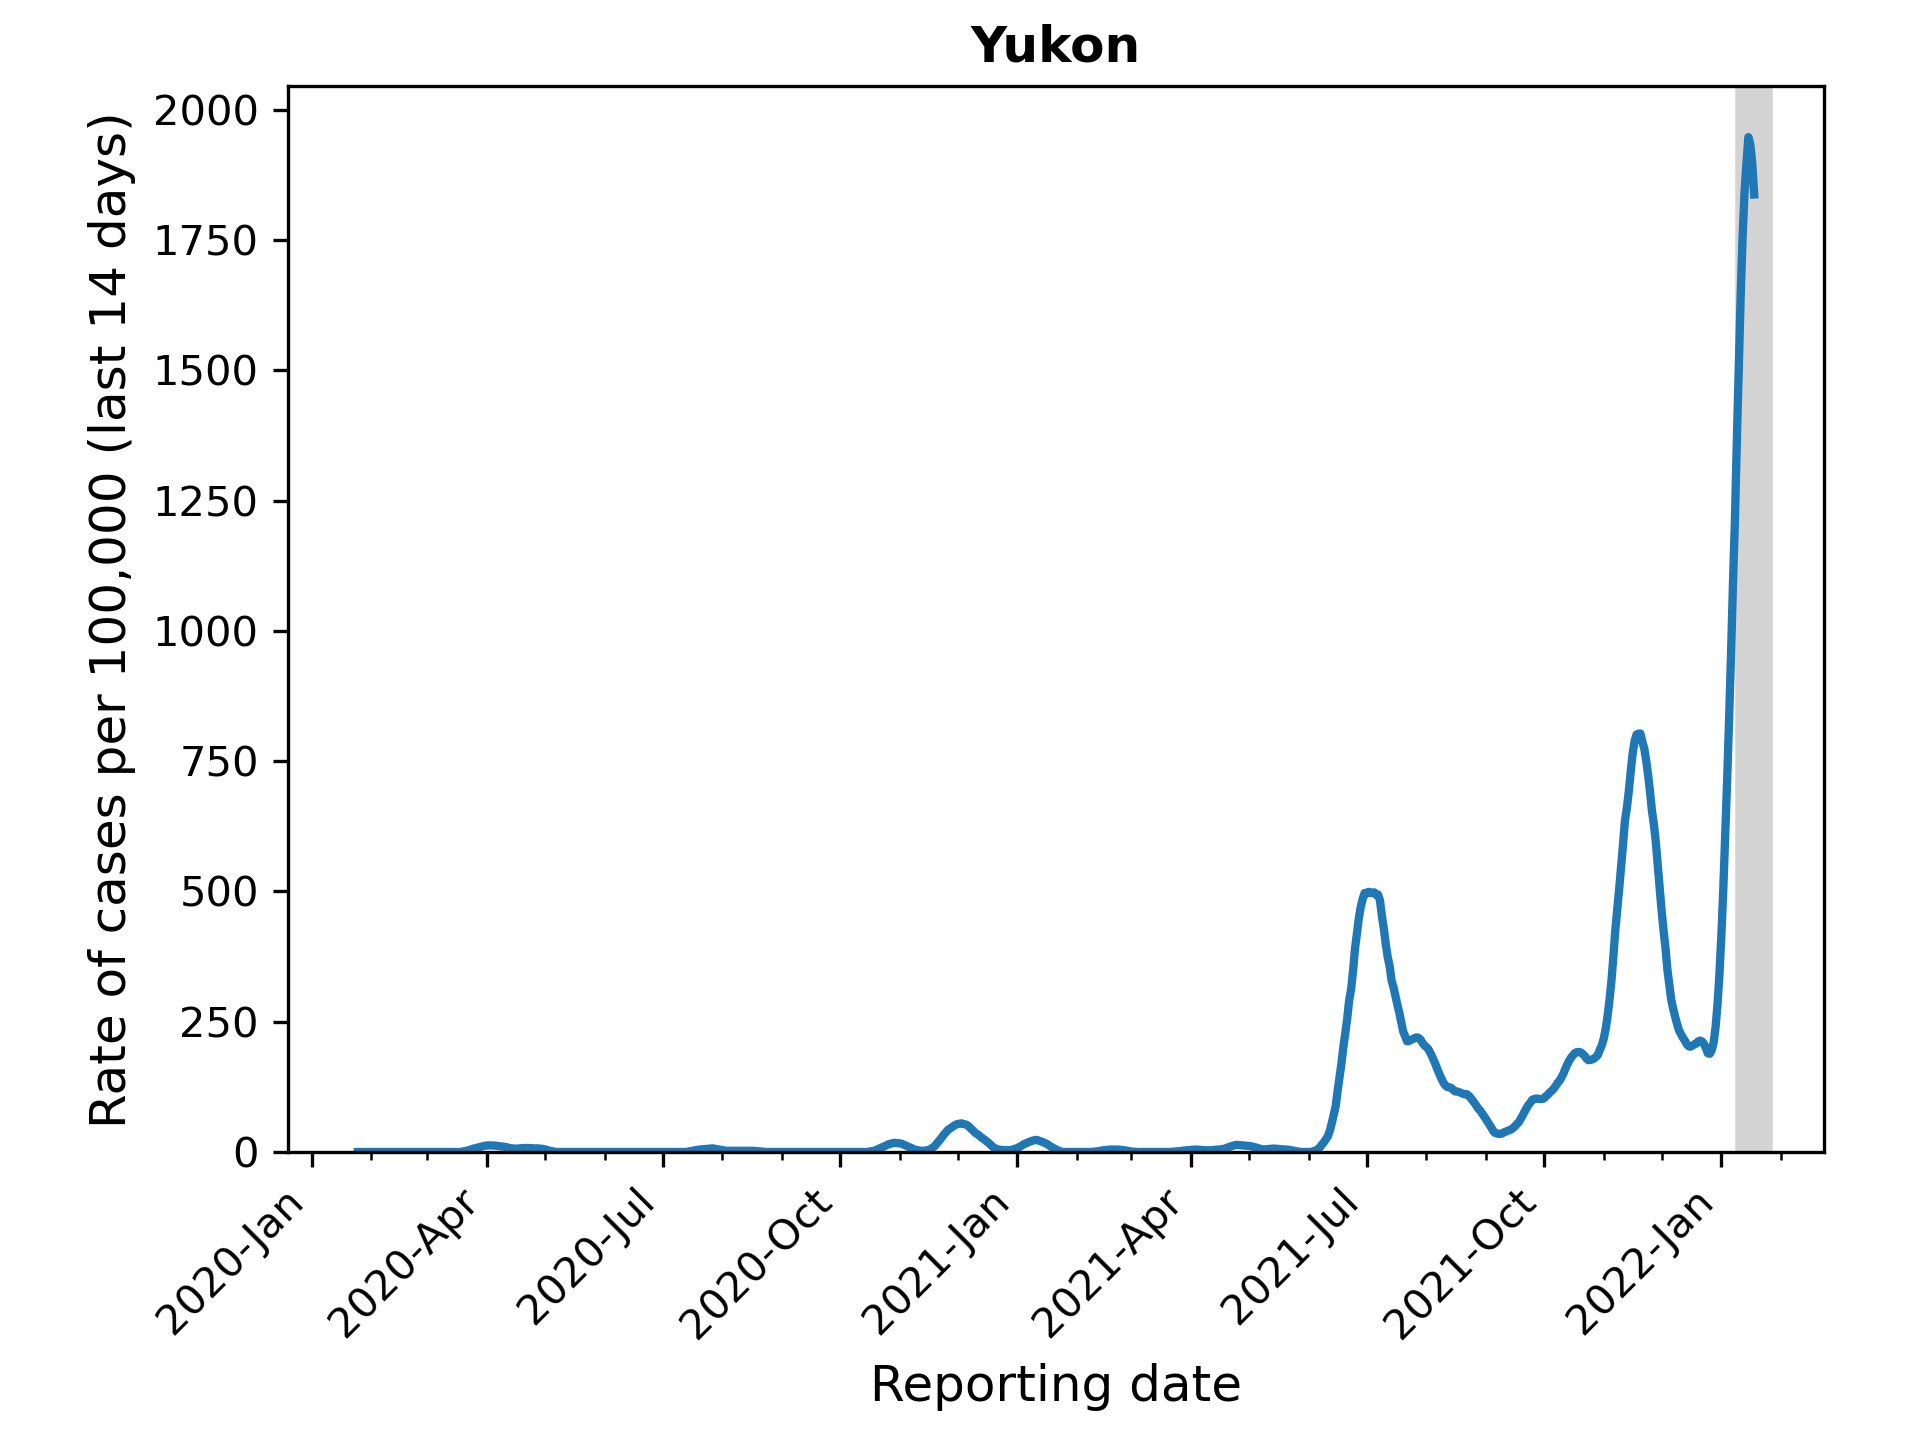 Yukon
Rate of cases per 100,000 (last 14 days)
2000
1750
1500
1250
1000
750
500
250
0
2020-Jan
2020-Apr
2020-Jul
2020-Oct
2021-Jan
2021-Apr
2021-Jul
2021-Oct
2022-Jan
Reporting date